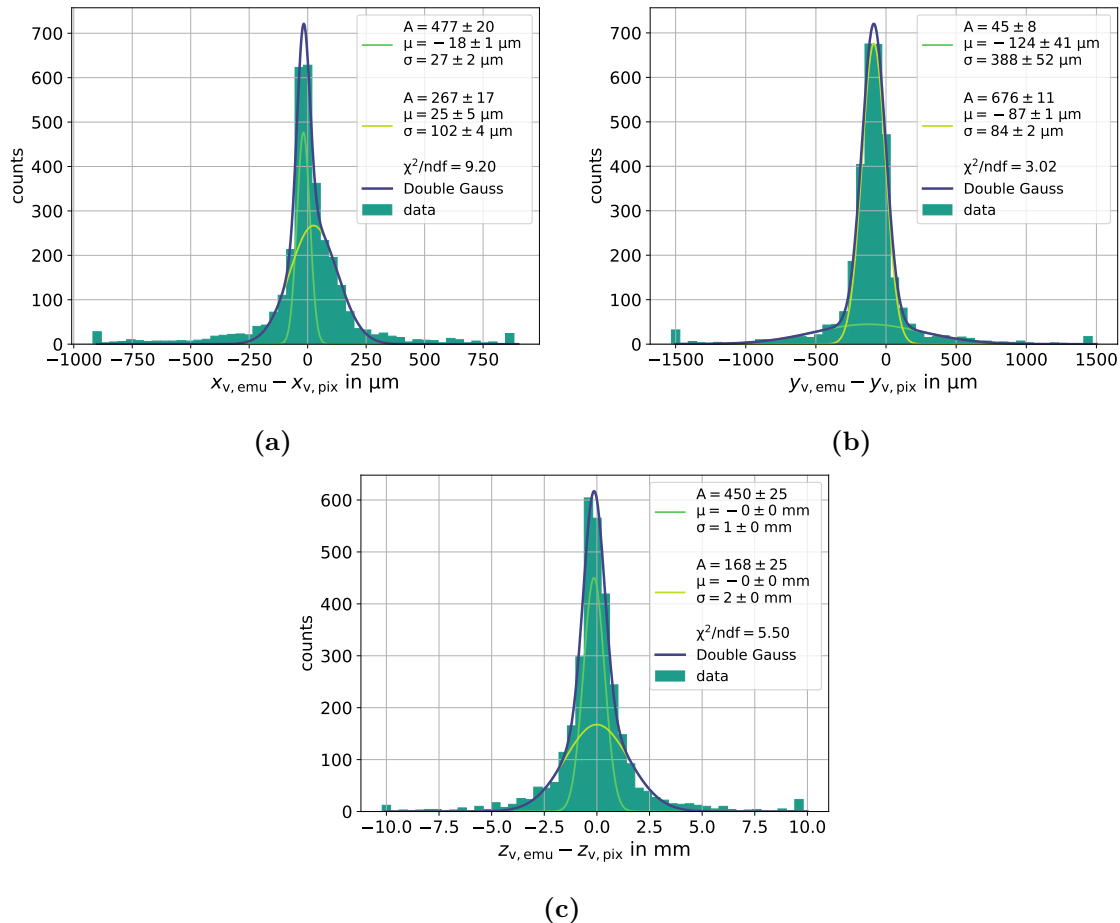 A = 477 ± 20
μ = −18 ± 1 μm
σ = 27 ± 2 μm
A = 267 ± 17
μ = 25 ± 5 μm
σ = 102 ± 4 μm
χ²/ndf = 9.20
Double Gauss
data
counts
700
600
500
400
300
200
100
0
−1000 −750 −500 −250 0 250 500 750
x_{v, emu} − x_{v, pix} in μm
(a)
A = 45 ± 8
μ = −124 ± 41 μm
σ = 388 ± 52 μm
A = 676 ± 11
μ = −87 ± 1 μm
σ = 84 ± 2 μm
χ²/ndf = 3.02
Double Gauss
data
counts
700
600
500
400
300
200
100
0
−1500 −1000 −500 0 500 1000 1500
y_{v, emu} − y_{v, pix} in μm
(b)
A = 450 ± 25
μ = −0 ± 0 mm
σ = 1 ± 0 mm
A = 168 ± 25
μ = −0 ± 0 mm
σ = 2 ± 0 mm
χ²/ndf = 5.50
Double Gauss
data
counts
600
500
400
300
200
100
0
−10.0 −7.5 −5.0 −2.5 0.0 2.5 5.0 7.5 10.0
z_{v, emu} − z_{v, pix} in mm
(c)